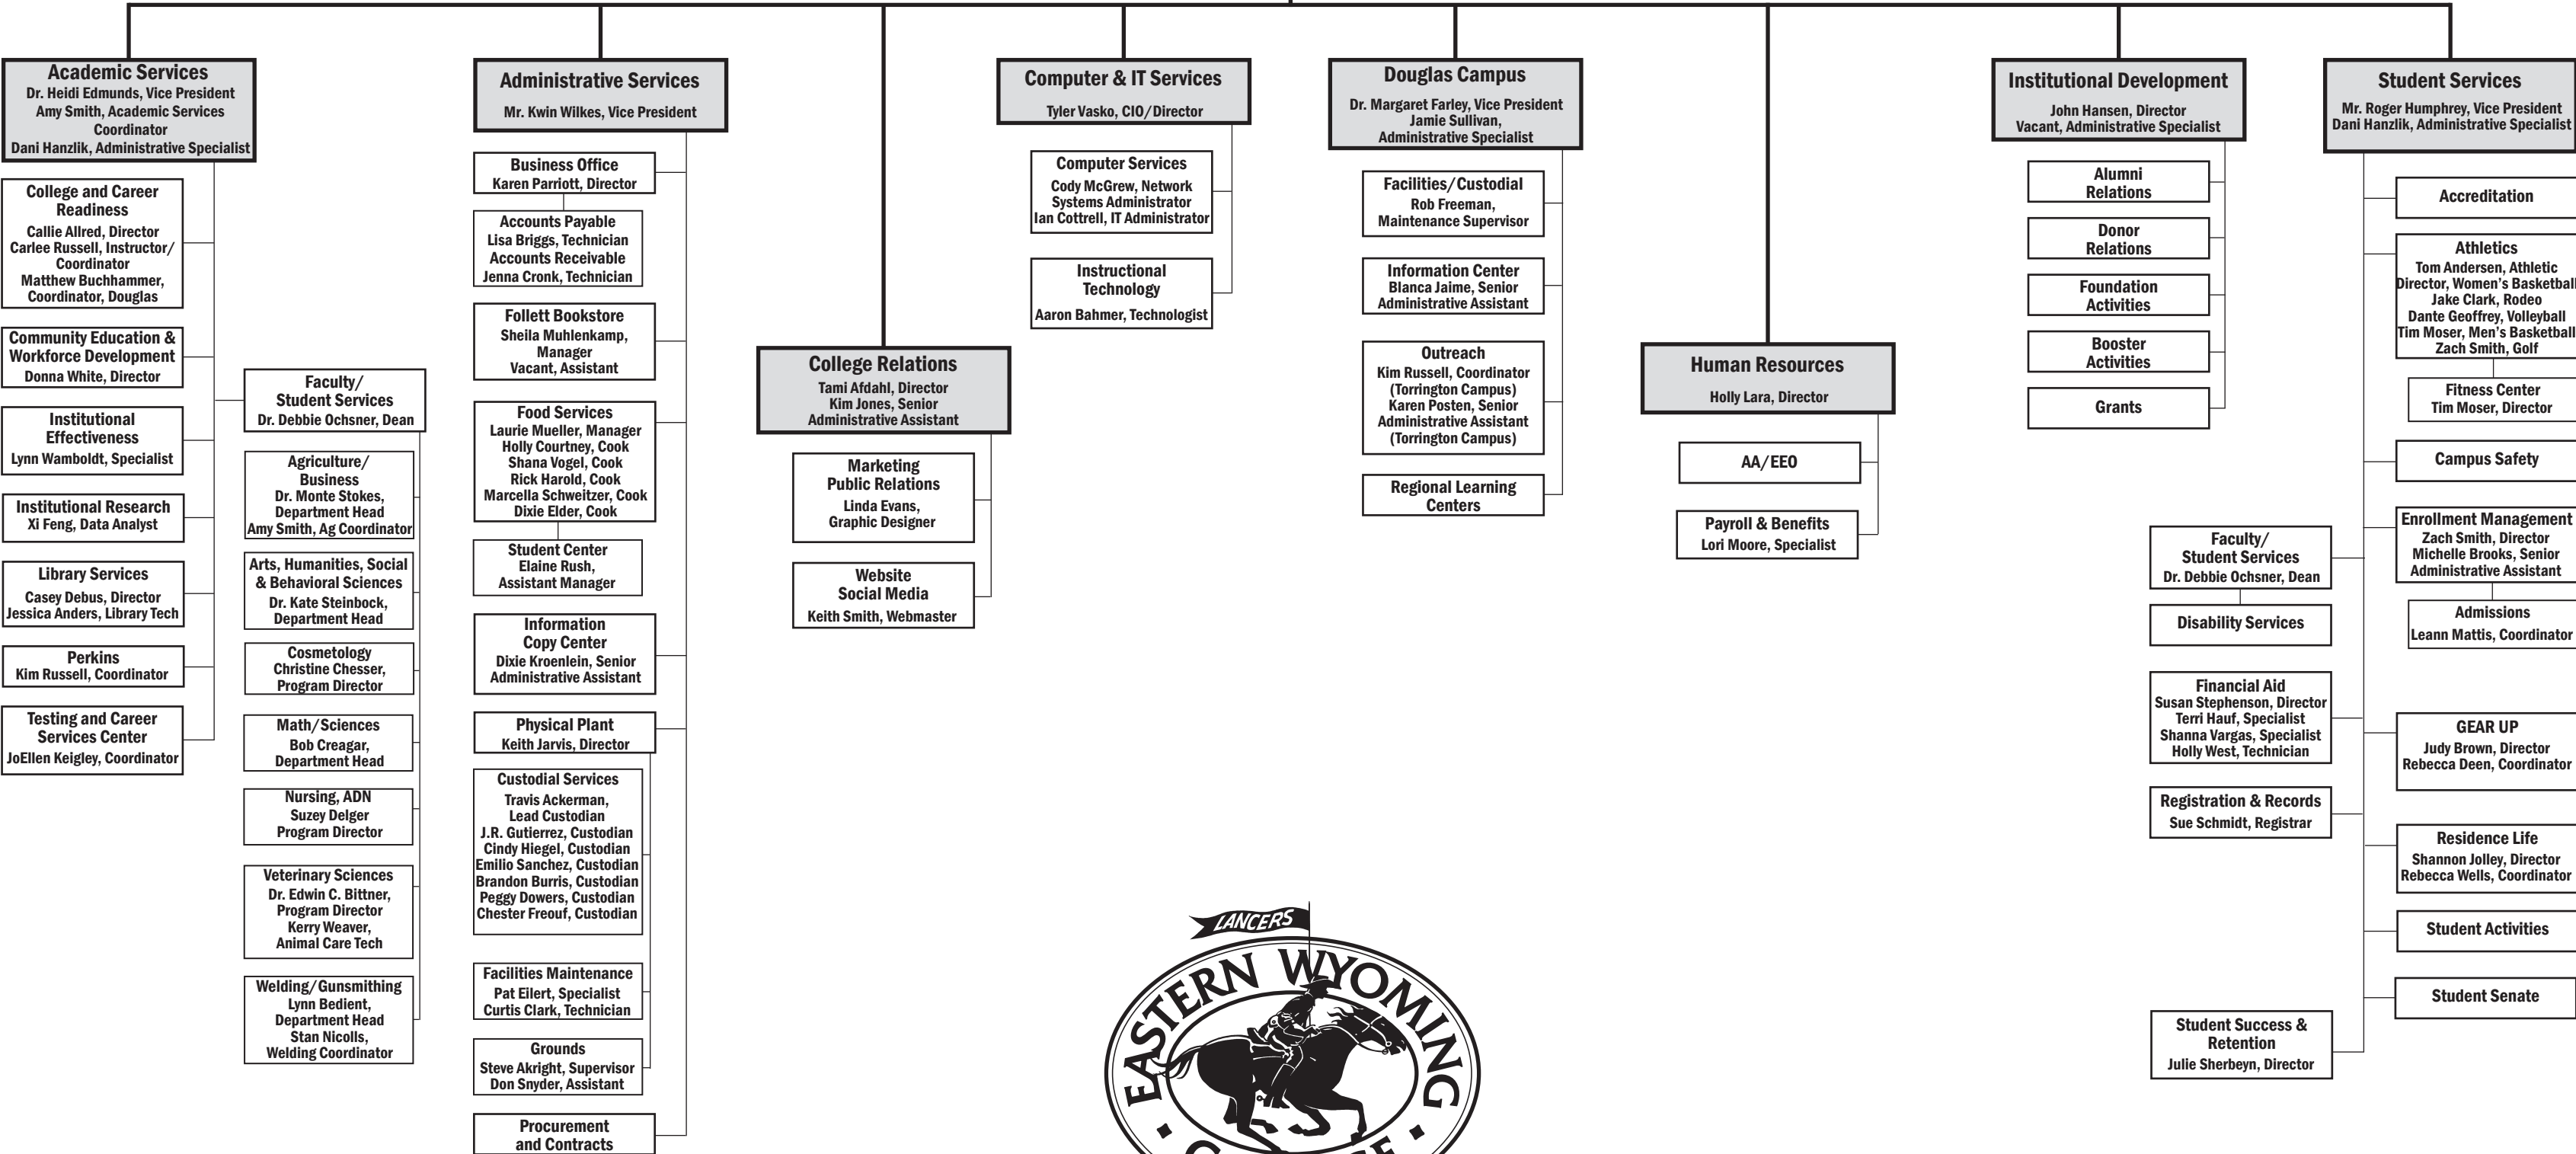 Academic Services
Dr. Heidi Edmunds, Vice President
Amy Smith, Academic Services
Coordinator
Dani Hanzlik, Administrative Specialist
College and Career
Readiness
Callie Allred, Director
Carlee Russell, Instructor/
Coordinator
Matthew Buchhammer,
Coordinator, Douglas
Community Education &
Workforce Development
Donna White, Director
Institutional
Effectiveness
Lynn Wamboldt, Specialist
Institutional Research
Xi Feng, Data Analyst
Library Services
Casey Debus, Director
Jessica Anders, Library Tech
Perkins
Kim Russell, Coordinator
Testing and Career
Services Center
JoEllen Keigley, Coordinator
Faculty/
Student Services
Dr. Debbie Ochsner, Dean
Agriculture/
Business
Dr. Monte Stokes,
Department Head
Amy Smith, Ag Coordinator
Arts, Humanities, Social
& Behavioral Sciences
Dr. Kate Steinbock,
Department Head
Cosmetology
Christine Chesser,
Program Director
Math/Sciences
Bob Creagar,
Department Head
Nursing, ADN
Suzey Delger
Program Director
Veterinary Sciences
Dr. Edwin C. Bittner,
Program Director
Kerry Weaver,
Animal Care Tech
Welding/Gunsmithing
Lynn Bedient,
Department Head
Stan Nicolls,
Welding Coordinator
Administrative Services
Mr. Kwin Wilkes, Vice President
Business Office
Karen Parriott, Director
Accounts Payable
Lisa Briggs, Technician
Accounts Receivable
Jenna Cronk, Technician
Follett Bookstore
Sheila Muhlenkamp,
Manager
Vacant, Assistant
Food Services
Laurie Mueller, Manager
Holly Courtney, Cook
Shana Vogel, Cook
Rick Harold, Cook
Marcella Schweitzer, Cook
Dixie Elder, Cook
Student Center
Elaine Rush,
Assistant Manager
Information
Copy Center
Dixie Kroenlein, Senior
Administrative Assistant
Physical Plant
Keith Jarvis, Director
Custodial Services
Travis Ackerman,
Lead Custodian
J.R. Gutierrez, Custodian
Cindy Hiegel, Custodian
Emilio Sanchez, Custodian
Brandon Burris, Custodian
Peggy Dowers, Custodian
Chester Freouf, Custodian
Facilities Maintenance
Pat Eilert, Specialist
Curtis Clark, Technician
Grounds
Steve Akright, Supervisor
Don Snyder, Assistant
Procurement
and Contracts
College Relations
Tami Afdahl, Director
Kim Jones, Senior
Administrative Assistant
Marketing
Public Relations
Linda Evans,
Graphic Designer
Website
Social Media
Keith Smith, Webmaster
Computer & IT Services
Tyler Vasko, CIO/Director
Computer Services
Cody McGrew, Network
Systems Administrator
Ian Cottrell, IT Administrator
Instructional
Technology
Aaron Bahmer, Technologist
Douglas Campus
Dr. Margaret Farley, Vice President
Jamie Sullivan,
Administrative Specialist
Facilities/Custodial
Rob Freeman,
Maintenance Supervisor
Information Center
Blanca Jaime, Senior
Administrative Assistant
Outreach
Kim Russell, Coordinator
(Torrington Campus)
Karen Posten, Senior
Administrative Assistant
(Torrington Campus)
Regional Learning
Centers
Human Resources
Holly Lara, Director
AA/EEO
Payroll & Benefits
Lori Moore, Specialist
Institutional Development
John Hansen, Director
Vacant, Administrative Specialist
Alumni
Relations
Donor
Relations
Foundation
Activities
Booster
Activities
Grants
Student Services
Mr. Roger Humphrey, Vice President
Dani Hanzlik, Administrative Specialist
Faculty/
Student Services
Dr. Debbie Ochsner, Dean
Disability Services
Financial Aid
Susan Stephenson, Director
Terri Hauf, Specialist
Shanna Vargas, Specialist
Holly West, Technician
Registration & Records
Sue Schmidt, Registrar
Student Success &
Retention
Julie Sherbeyn, Director
Accreditation
Athletics
Tom Andersen, Athletic
Director, Women's Basketball
Jake Clark, Rodeo
Dante Geoffrey, Volleyball
Tim Moser, Men's Basketball
Zach Smith, Golf
Fitness Center
Tim Moser, Director
Campus Safety
Enrollment Management
Zach Smith, Director
Michelle Brooks, Senior
Administrative Assistant
Admissions
Leann Mattis, Coordinator
GEAR UP
Judy Brown, Director
Rebecca Deen, Coordinator
Residence Life
Shannon Jolley, Director
Rebecca Wells, Coordinator
Student Activities
Student Senate
LANCERS
EASTERN WYOMING